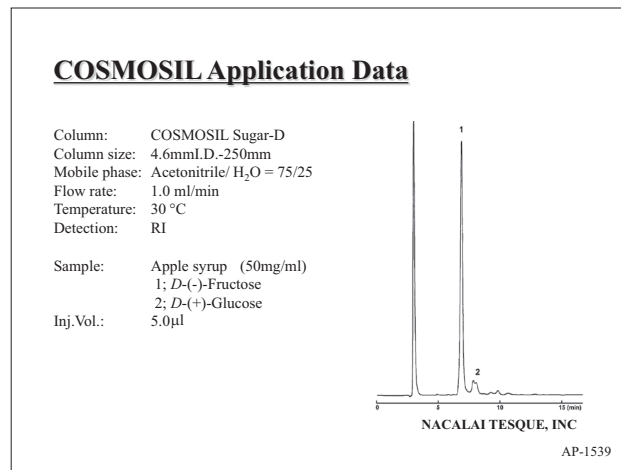 COSMOSIL Application Data
Column: COSMOSIL Sugar-D
Column size: 4.6mmI.D.-250mm
Mobile phase: Acetonitrile/ H₂O = 75/25
Flow rate: 1.0 ml/min
Temperature: 30 °C
Detection: RI
Sample: Apple syrup (50mg/ml)
1; D-(-)-Fructose
2; D-(+)-Glucose
Inj.Vol.: 5.0μl
1
2
0 5 10 15 (min)
NACALAI TESQUE, INC
AP-1539